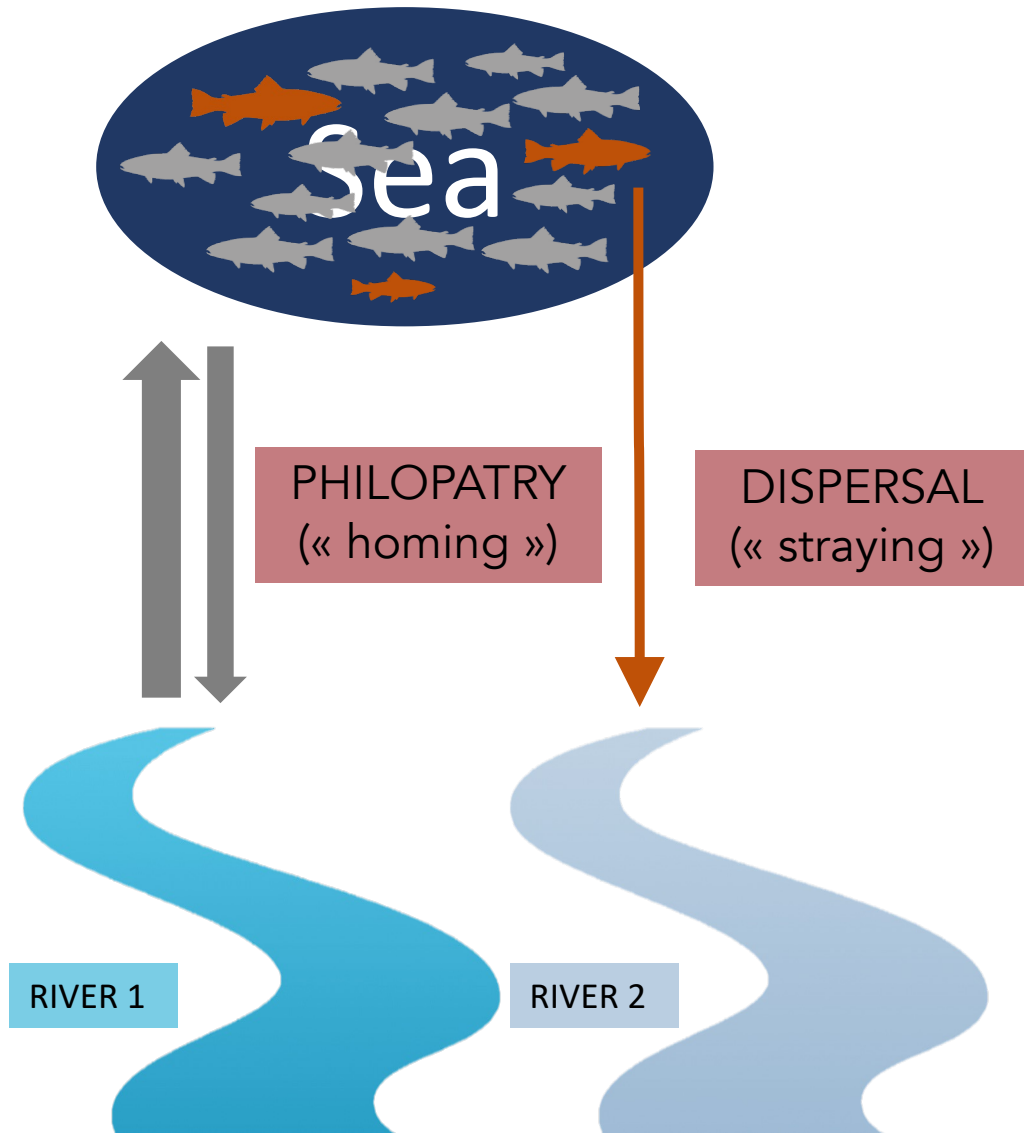 Sea
PHILOPATRY
(« homing »)
DISPERSAL
(« straying »)
RIVER 1
RIVER 2